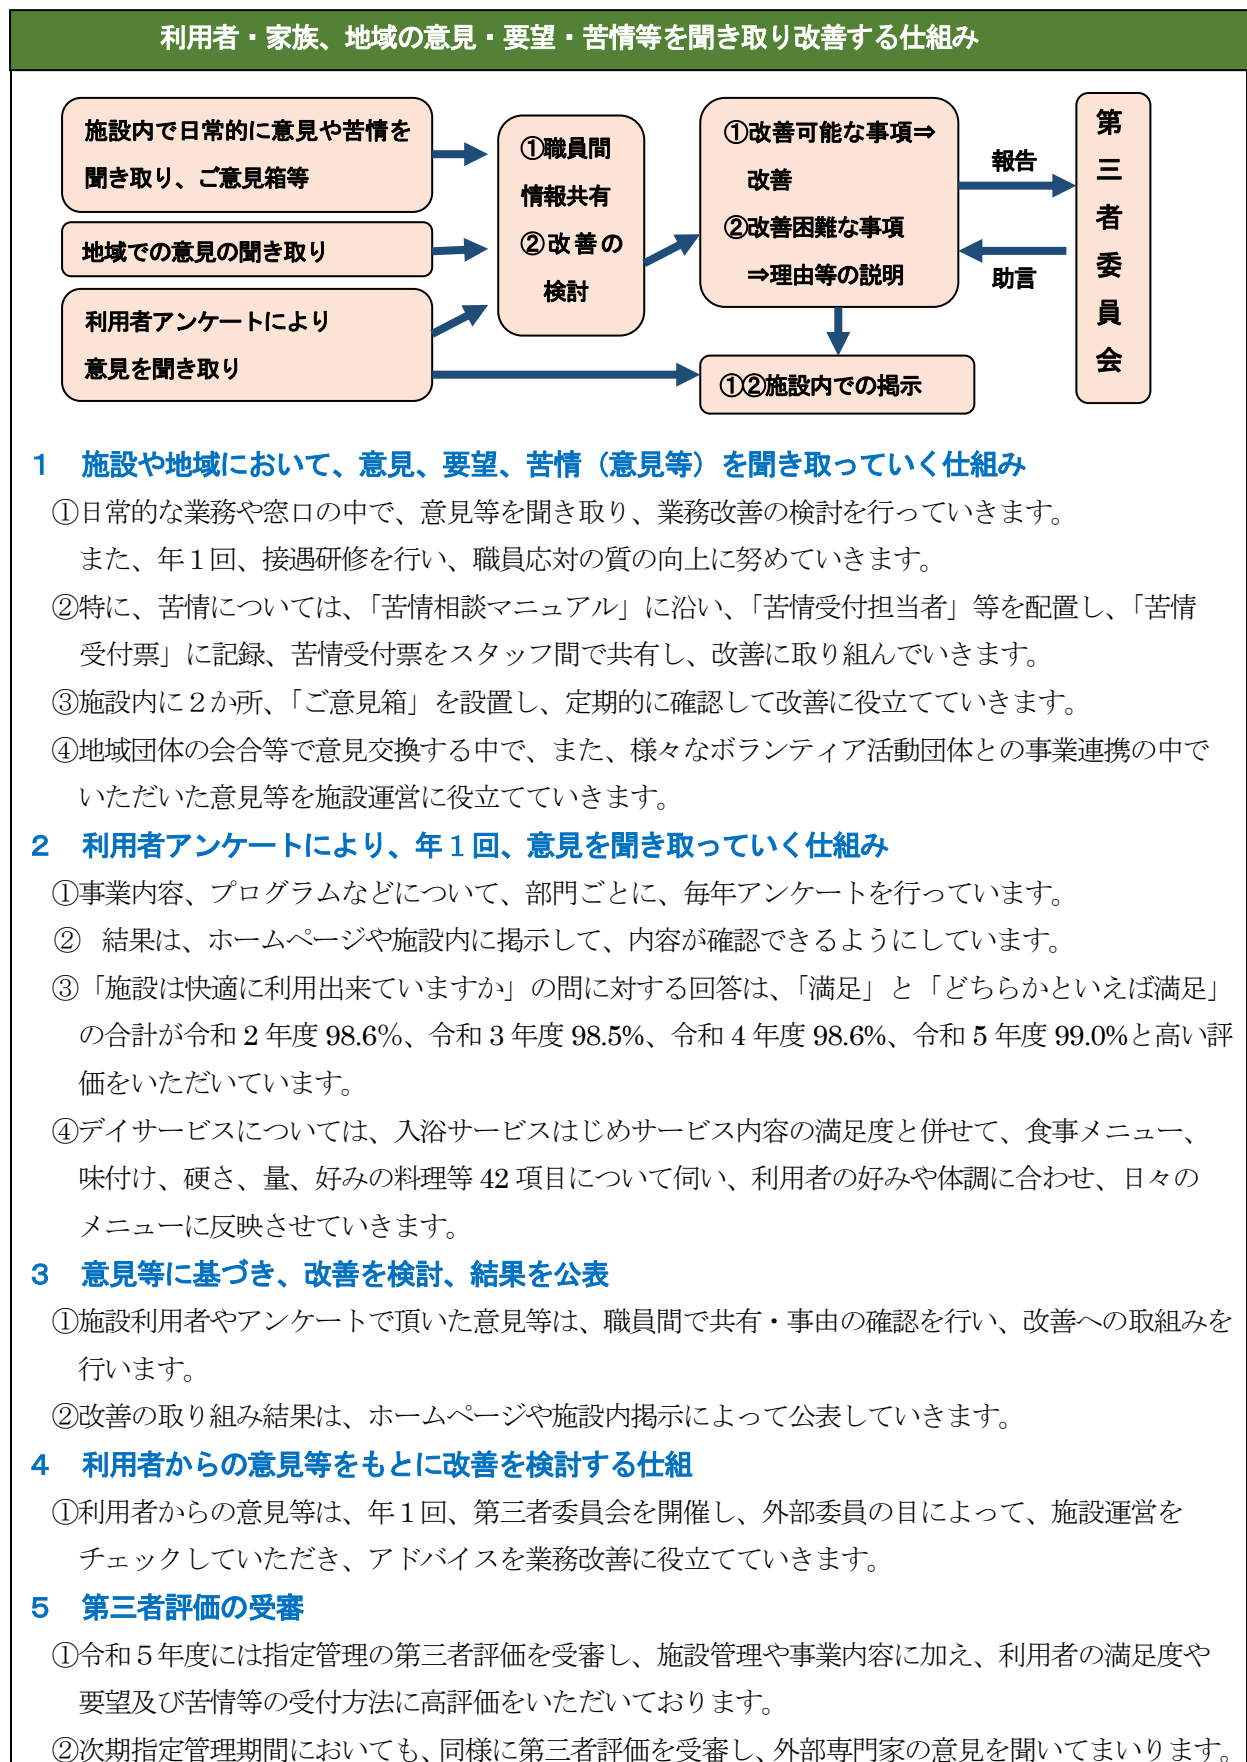 利用者・家族、地域の意見・要望・苦情等を聞き取り改善する仕組み
施設内で日常的に意見や苦情を
聞き取り、ご意見箱等
地域での意見の聞き取り
利用者アンケートにより
意見を聞き取り
①職員間
情報共有
②改善の
検討
①改善可能な事項⇒
改善
②改善困難な事項
⇒理由等の説明
①②施設内での掲示
報告
助言
第
三
者
委
員
会
1 施設や地域において、意見、要望、苦情（意見等）を聞き取っていく仕組み
①日常的な業務や窓口の中で、意見等を聞き取り、業務改善の検討を行っていきます。
また、年１回、接遇研修を行い、職員応対の質の向上に努めていきます。
②特に、苦情については、「苦情相談マニュアル」に沿い、「苦情受付担当者」等を配置し、「苦情
受付票」に記録、苦情受付票をスタッフ間で共有し、改善に取り組んでいきます。
③施設内に２か所、「ご意見箱」を設置し、定期的に確認して改善に役立てていきます。
④地域団体の会合等で意見交換する中で、また、様々なボランティア活動団体との事業連携の中で
いただいた意見等を施設運営に役立てていきます。
２ 利用者アンケートにより、年１回、意見を聞き取っていく仕組み
①事業内容、プログラムなどについて、部門ごとに、毎年アンケートを行っています。
② 結果は、ホームページや施設内に掲示して、内容が確認できるようにしています。
③「施設は快適に利用出来ていますか」の問に対する回答は、「満足」と「どちらかといえば満足」
の合計が令和 2 年度 98.6%、令和 3 年度 98.5%、令和 4 年度 98.6%、令和 5 年度 99.0%と高い評
価をいただいています。
④デイサービスについては、入浴サービスはじめサービス内容の満足度と併せて、食事メニュー、
味付け、硬さ、量、好みの料理等 42 項目について伺い、利用者の好みや体調に合わせ、日々の
メニューに反映させていきます。
３ 意見等に基づき、改善を検討、結果を公表
①施設利用者やアンケートで頂いた意見等は、職員間で共有・事由の確認を行い、改善への取組みを
行います。
②改善の取り組み結果は、ホームページや施設内掲示によって公表していきます。
４ 利用者からの意見等をもとに改善を検討する仕組
①利用者からの意見等は、年１回、第三者委員会を開催し、外部委員の目によって、施設運営を
チェックしていただき、アドバイスを業務改善に役立てていきます。
５ 第三者評価の受審
①令和５年度には指定管理の第三者評価を受審し、施設管理や事業内容に加え、利用者の満足度や
要望及び苦情等の受付方法に高評価をいただいております。
②次期指定管理期間においても、同様に第三者評価を受審し、外部専門家の意見を聞いてまいります。